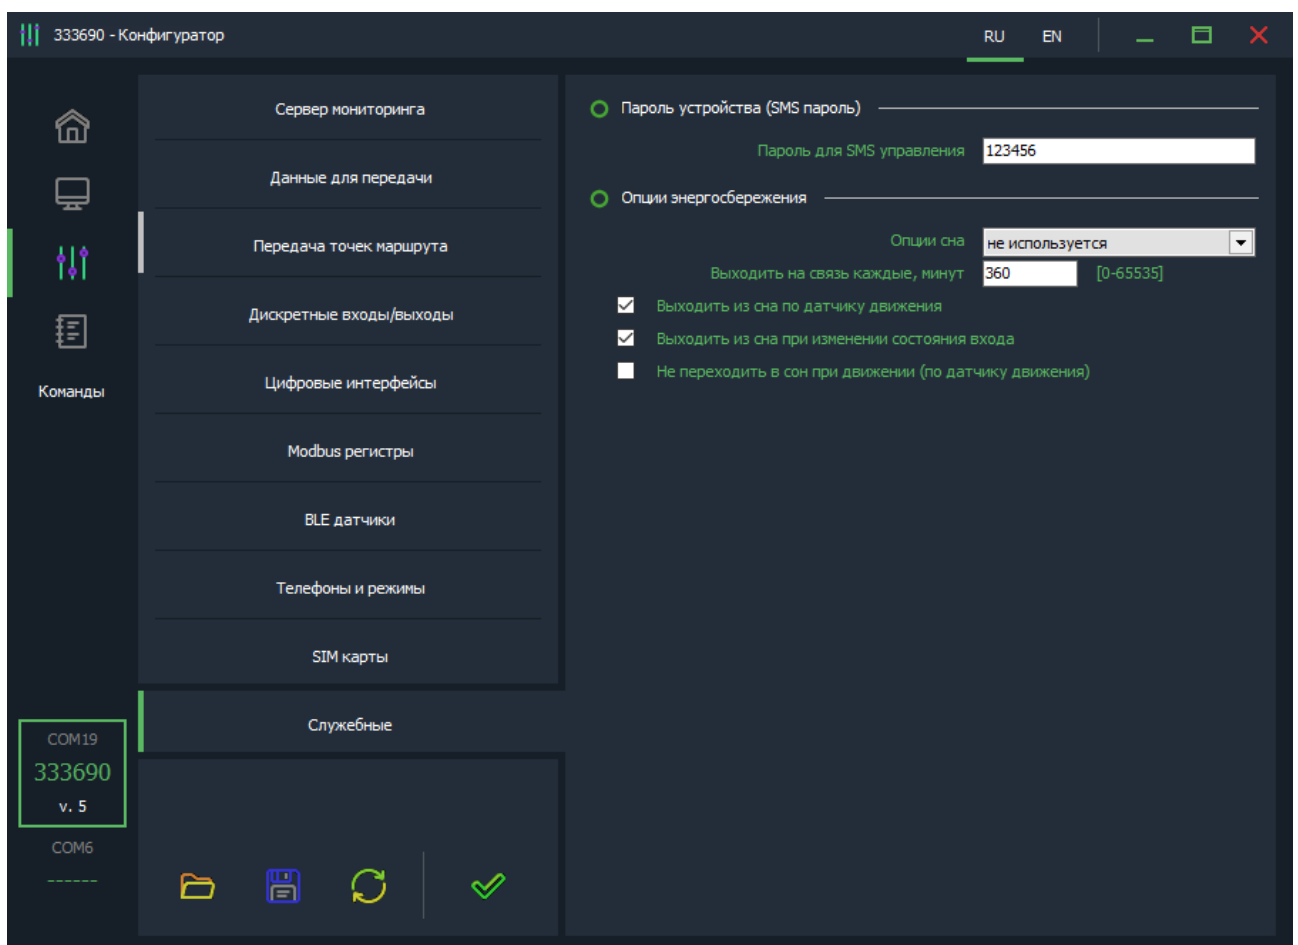 333690 - Конфигуратор
RU
EN
Команды
COM19
333690
v. 5
COM6
------
Сервер мониторинга
Данные для передачи
Передача точек маршрута
Дискретные входы/выходы
Цифровые интерфейсы
Modbus регистры
BLE датчики
Телефоны и режимы
SIM карты
Служебные
Пароль устройства (SMS пароль)
Пароль для SMS управления 123456
Опции энергосбережения
Опции сна не используется
Выходить на связь каждые, минут 360 [0-65535]
Выходить из сна по датчику движения
Выходить из сна при изменении состояния входа
Не переходить в сон при движении (по датчику движения)